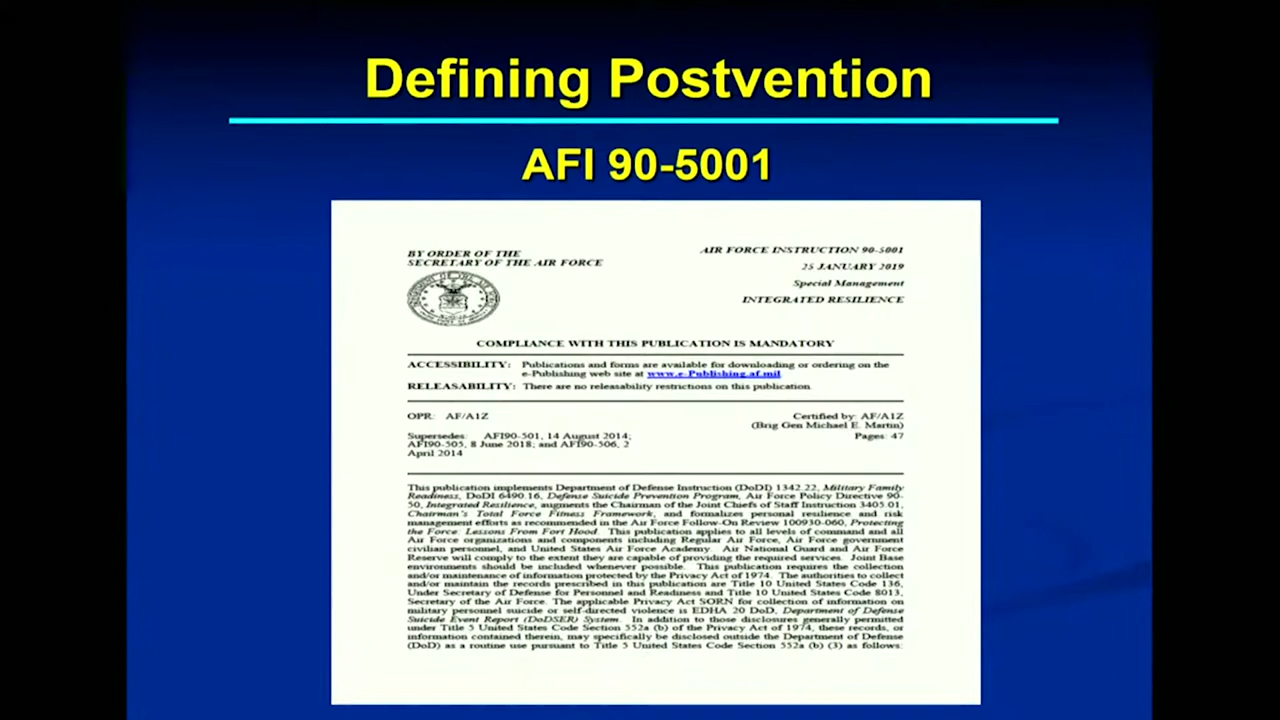 Defining Postvention
AFI 90-5001
BY ORDER OF THE
SECRETARY OF THE AIR FORCE
AIR FORCE INSTRUCTION 90-5001
25 JANUARY 2019
Special Management
INTEGRATED RESILIENCE
COMPLIANCE WITH THIS PUBLICATION IS MANDATORY
ACCESSIBILITY: Publications and forms are available for downloading or ordering on the
e-Publishing web site at www.e-Publishing.af.mil
RELEASABILITY: There are no releasability restrictions on this publication.
OPR: AF/A1Z
Certified by: AF/A1Z
(Brig Gen Michael E. Martin)
Supersedes: AFI90-501, 14 August 2014;
AFI90-505, 8 June 2018; and AFI90-506, 2
April 2014
Pages: 47
This publication implements Department of Defense Instruction (DoDI) 1342.22, Military Family
Readiness, DoDI 6490.16, Defense Suicide Prevention Program, Air Force Policy Directive 90-
50, Integrated Resilience, augments the Chairman of the Joint Chiefs of Staff Instruction 3405.01,
Chairman's Total Force Fitness Framework, and formalizes personal resilience and risk
management efforts as recommended in the Air Force Follow-On Review 100930-060, Protecting
the Force: Lessons From Fort Hood. This publication applies to all levels of command and all
Air Force organizations and components including Regular Air Force, Air Force government
civilian personnel, and United States Air Force Academy. Air National Guard and Air Force
Reserve will comply to the extent they are capable of providing the required services. Joint Base
environments should be included whenever possible. This publication requires the collection
and/or maintenance of information protected by the Privacy Act of 1974. The authorities to collect
and/or maintain the records prescribed in this publication are Title 10 United States Code 136,
Under Secretary of Defense for Personnel and Readiness and Title 10 United States Code 8013,
Secretary of the Air Force. The applicable Privacy Act SORN for collection of information on
military personnel suicide or self-directed violence is EDHA 20 DoD, Department of Defense
Suicide Event Report (DoDSER) System. In addition to those disclosures generally permitted
under Title 5 United States Code Section 552a (b) of the Privacy Act of 1974, these records, or
information contained therein, may specifically be disclosed outside the Department of Defense
(DoD) as a routine use pursuant to Title 5 United States Code Section 552a (b) (3) as follows: